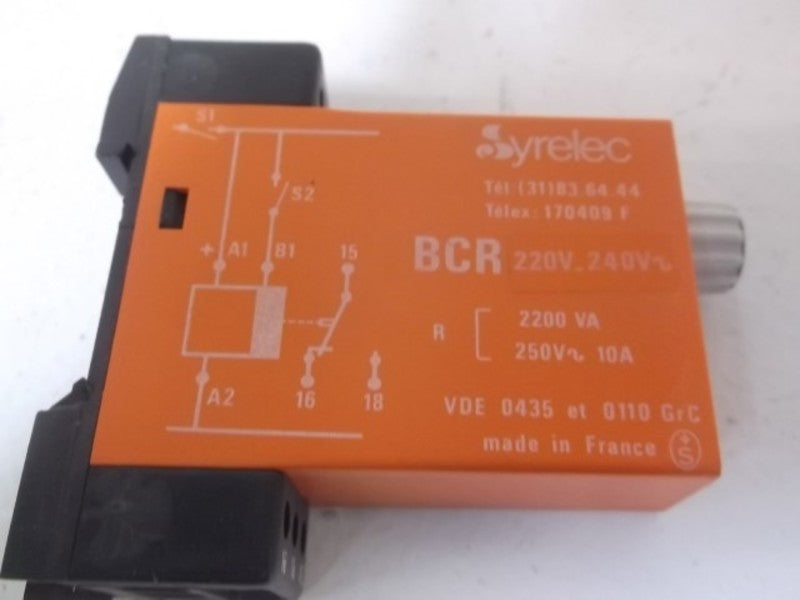 S1
Syrelec
Tél:(31)83.64.44
Télex: 170409 F
S2
+ A1 B1 15
BCR 220V-240V∿
R 2200 VA
250V∿ 10A
A2 16 18
VDE 0435 et 0110 GrC
made in France +S